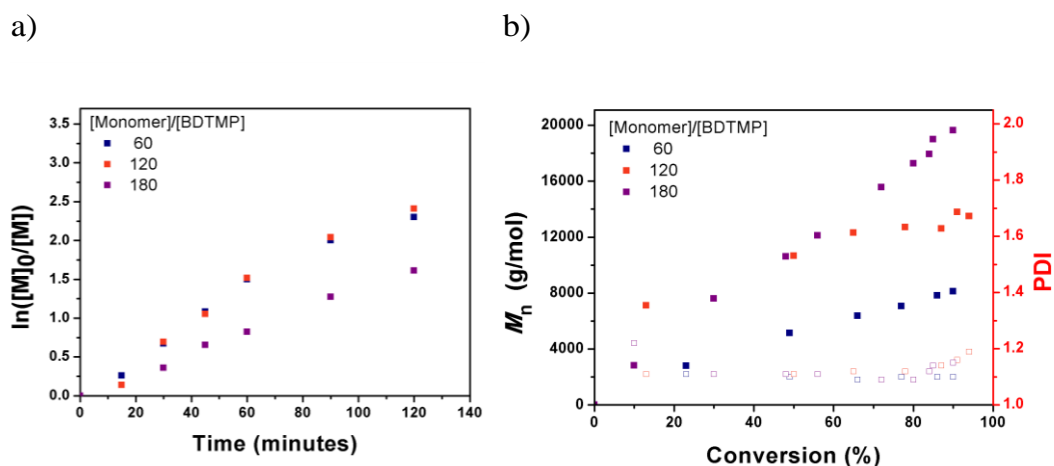 a)
b)
3.5
3.0
2.5
2.0
1.5
1.0
0.5
0.0
ln([M]0/[M])
[Monomer]/[BDTMP]
60
120
180
0 20 40 60 80 100 120 140
Time (minutes)
20000
16000
12000
8000
4000
0
Mn (g/mol)
[Monomer]/[BDTMP]
60
120
180
2.0
1.8
1.6
1.4
1.2
1.0
PDI
0 20 40 60 80 100
Conversion (%)